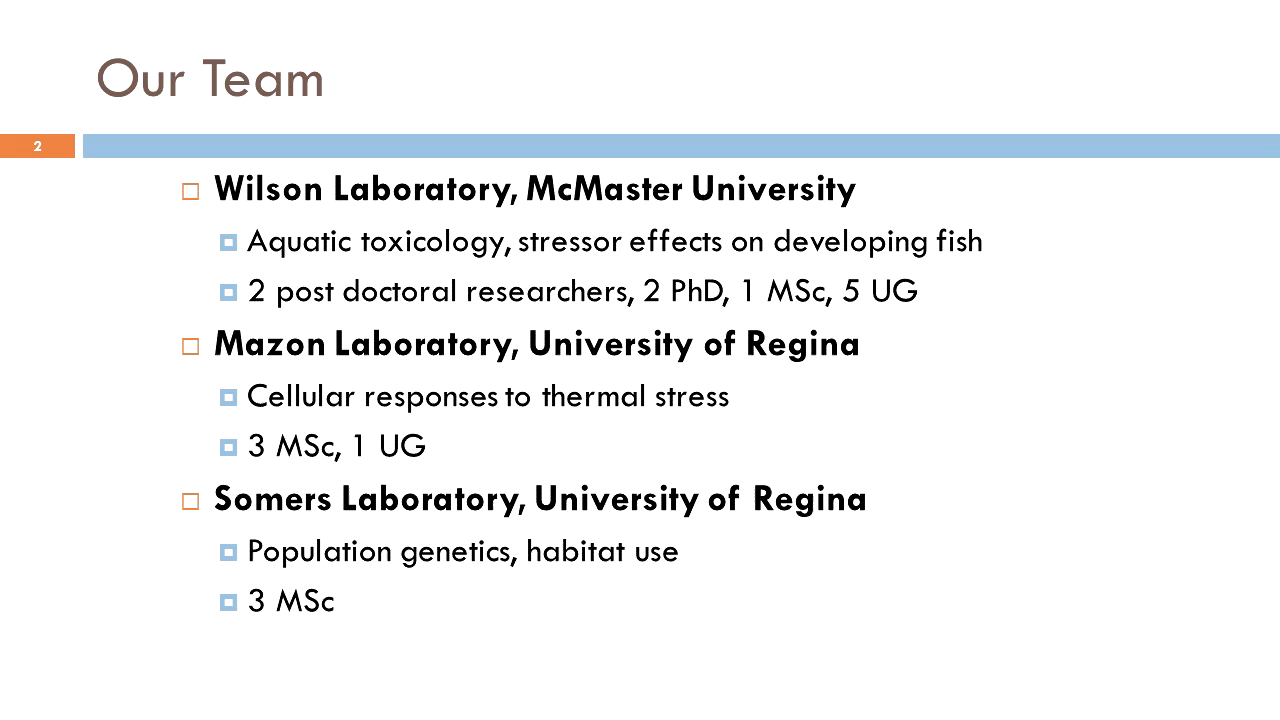 Our Team
2
Wilson Laboratory, McMaster University
Aquatic toxicology, stressor effects on developing fish
2 post doctoral researchers, 2 PhD, 1 MSc, 5 UG
Mazon Laboratory, University of Regina
Cellular responses to thermal stress
3 MSc, 1 UG
Somers Laboratory, University of Regina
Population genetics, habitat use
3 MSc